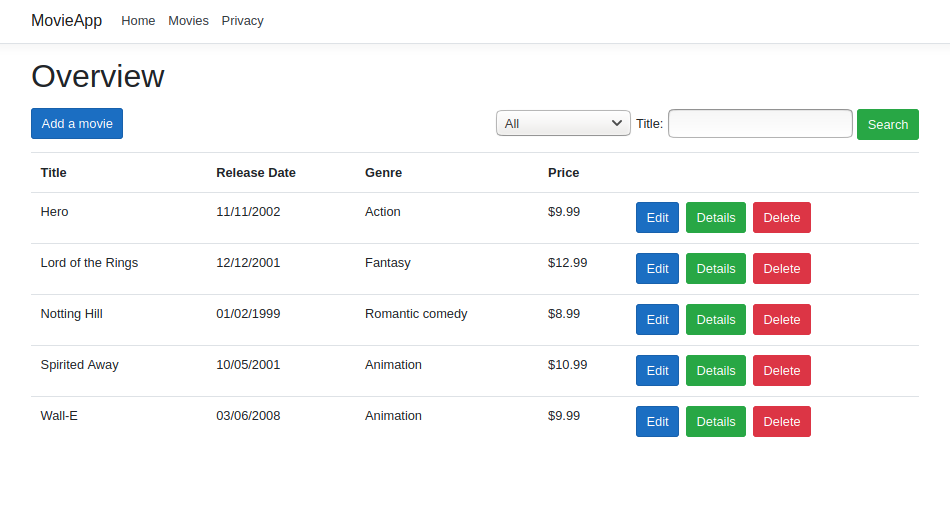 MovieApp Home Movies Privacy
Overview
Add a movie All Title: Search
Title Release Date Genre Price
Hero 11/11/2002 Action $9.99 Edit Details Delete
Lord of the Rings 12/12/2001 Fantasy $12.99 Edit Details Delete
Notting Hill 01/02/1999 Romantic comedy $8.99 Edit Details Delete
Spirited Away 10/05/2001 Animation $10.99 Edit Details Delete
Wall-E 03/06/2008 Animation $9.99 Edit Details Delete